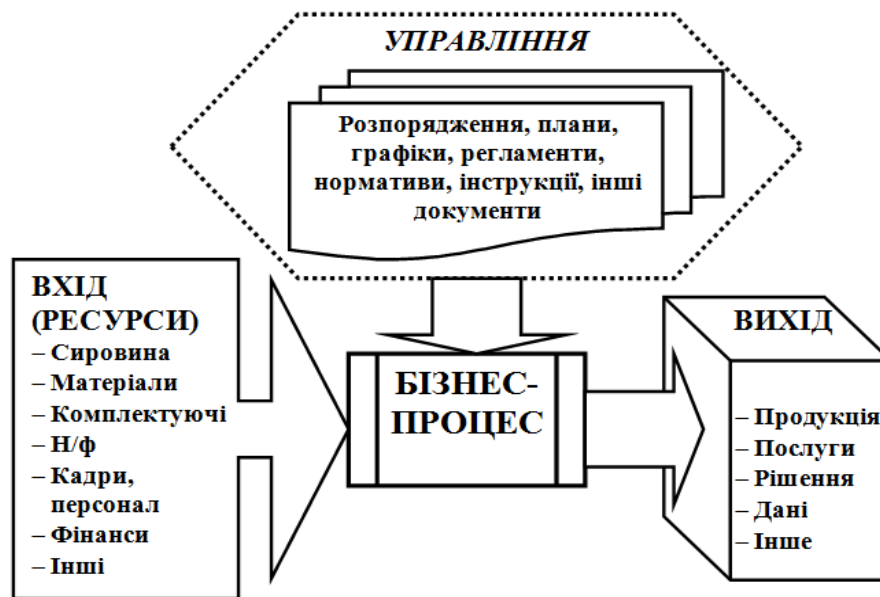 УПРАВЛІННЯ
Розпорядження, плани,
графіки, регламенти,
нормативи, інструкції, інші
документи
ВХІД
(РЕСУРСИ)
– Сировина
– Матеріали
– Комплектуючі
– Н/ф
– Кадри,
персонал
– Фінанси
– Інші
БІЗНЕС-
ПРОЦЕС
ВИХІД
– Продукція
– Послуги
– Рішення
– Дані
– Інше